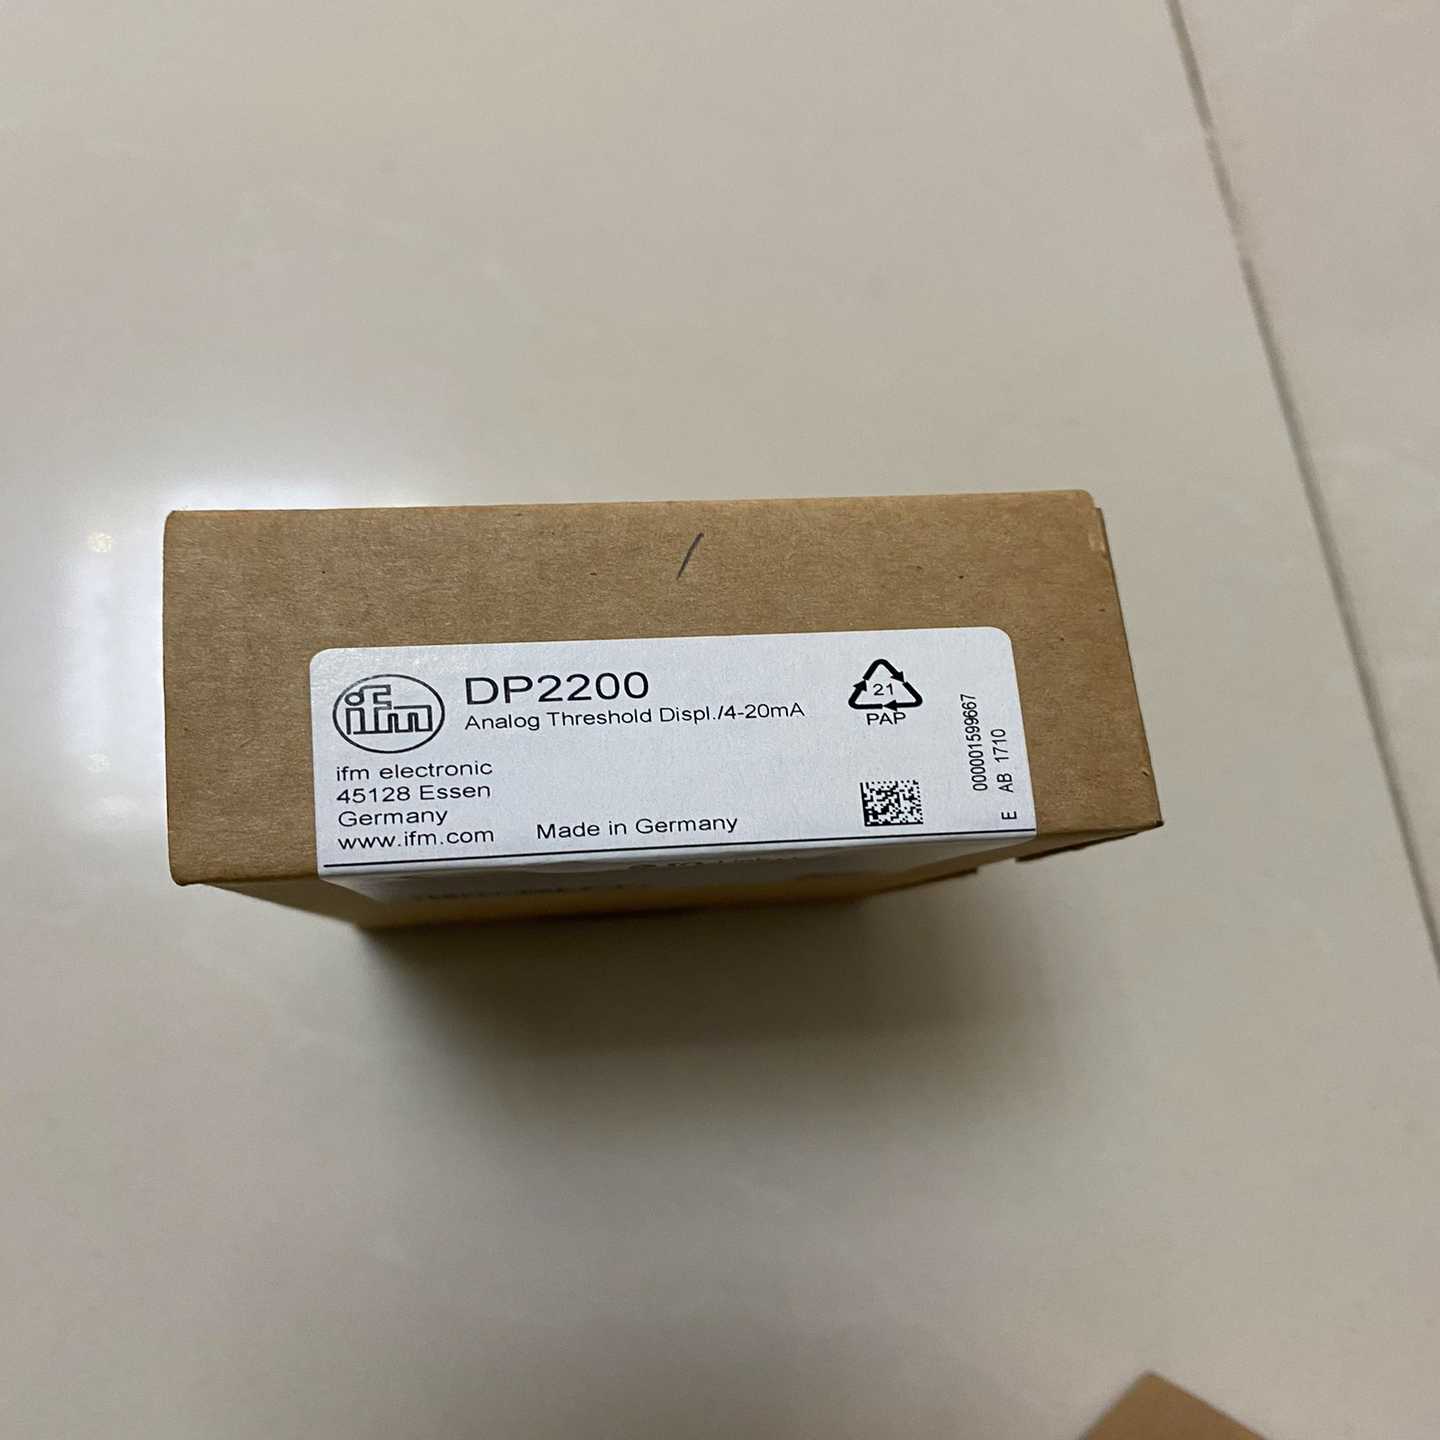 ifm
DP2200
Analog Threshold Displ./4-20mA
ifm electronic
45128 Essen
Germany
www.ifm.com
Made in Germany
21
PAP
000001599667
E AB 1710